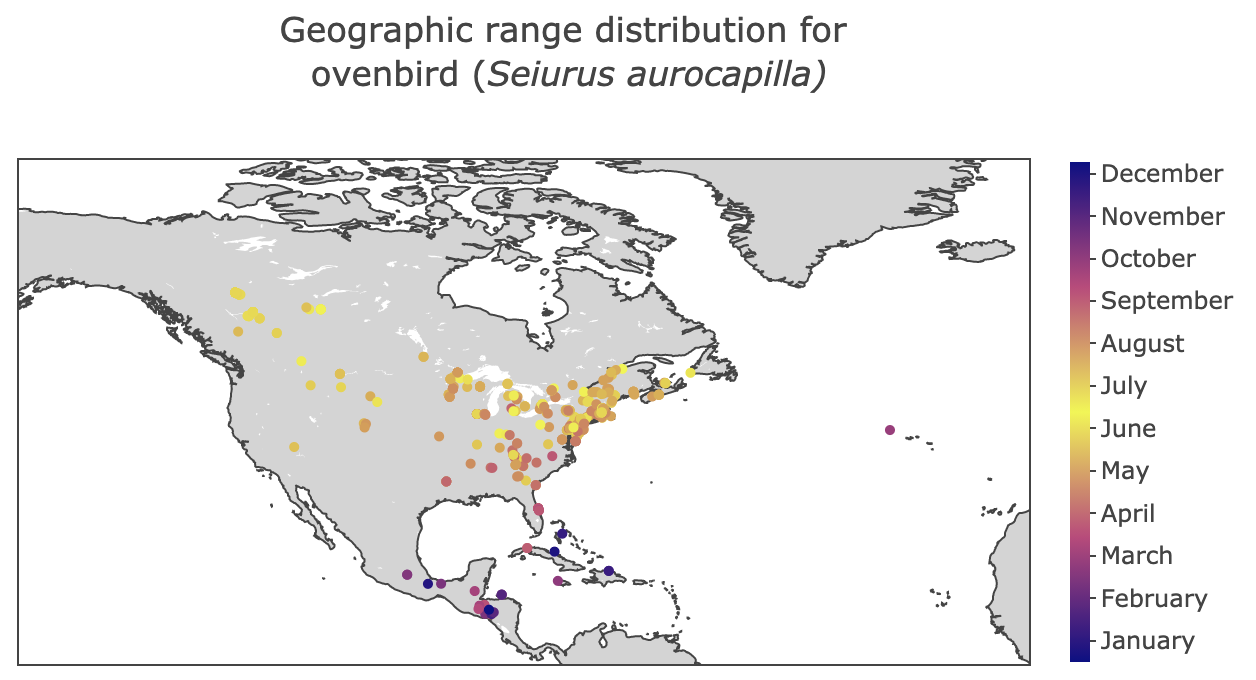 Geographic range distribution for
ovenbird (Seiurus aurocapilla)
December
November
October
September
August
July
June
May
April
March
February
January